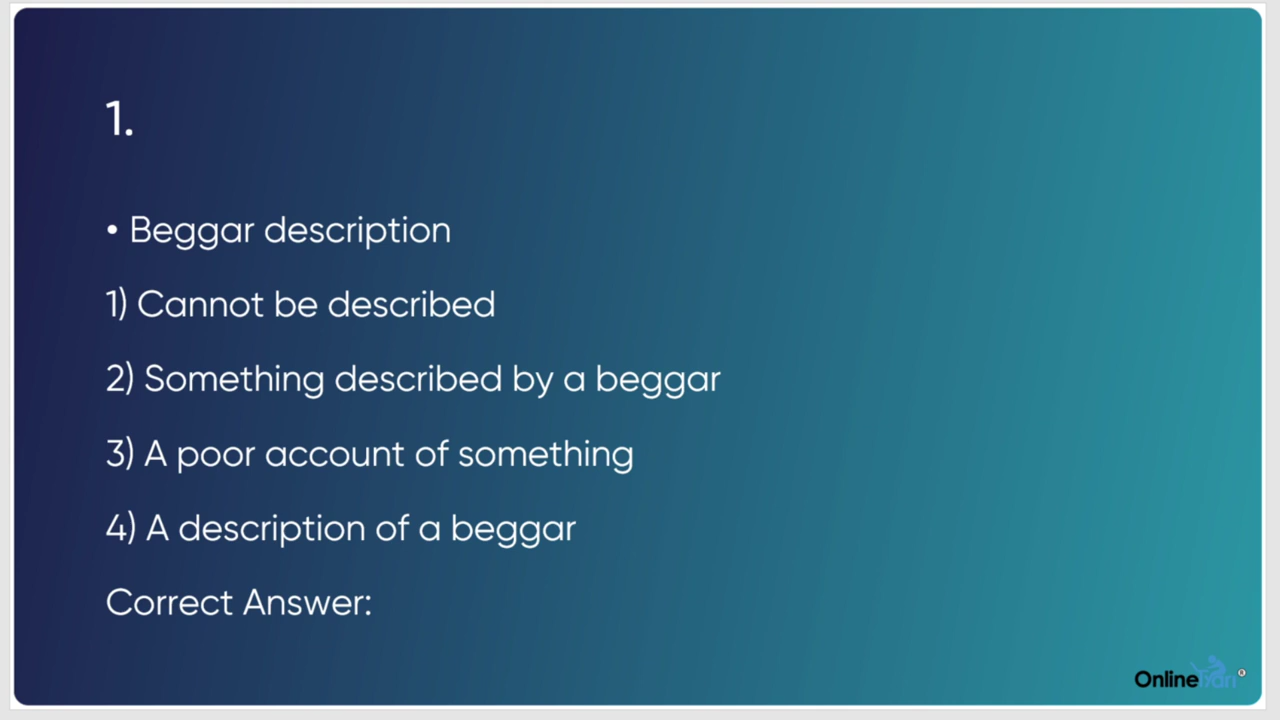 1.
• Beggar description
1) Cannot be described
2) Something described by a beggar
3) A poor account of something
4) A description of a beggar
Correct Answer:
OnlineTyari®